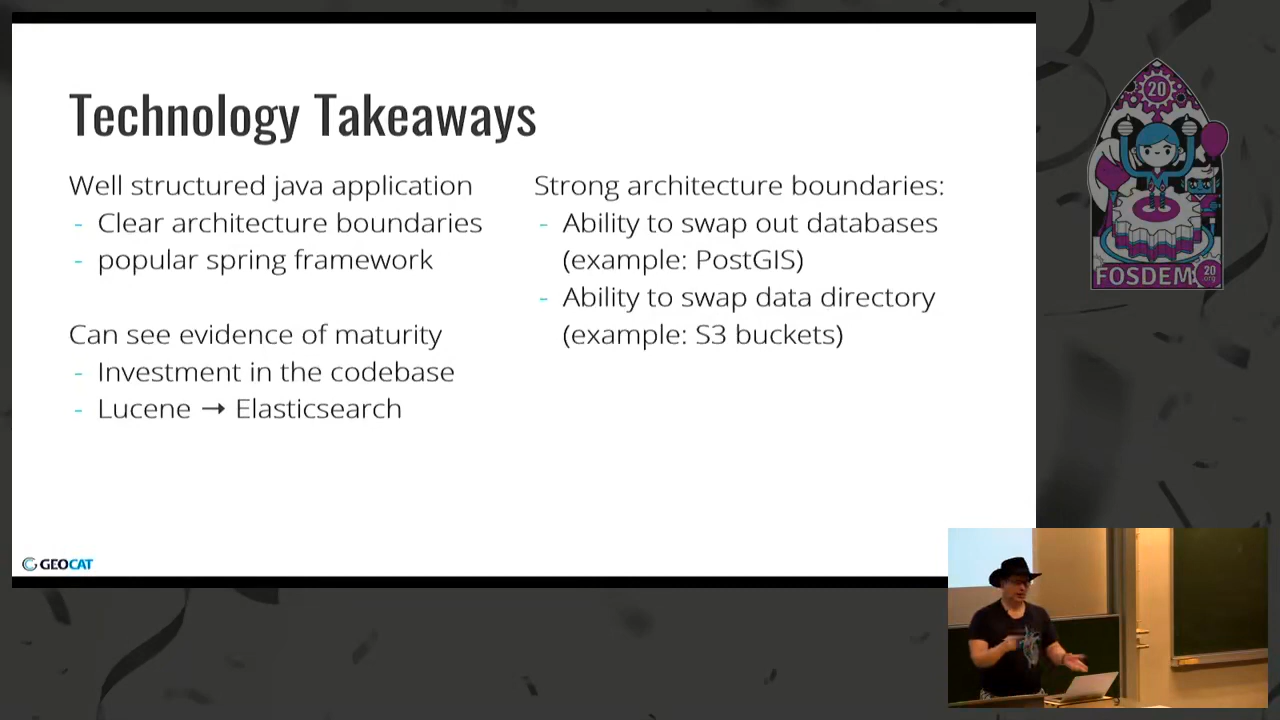 Technology Takeaways
Well structured java application
- Clear architecture boundaries
- popular spring framework
Can see evidence of maturity
- Investment in the codebase
- Lucene → Elasticsearch
Strong architecture boundaries:
- Ability to swap out databases
(example: PostGIS)
- Ability to swap data directory
(example: S3 buckets)
GEOCAT
20
FOSDEM
20
.org